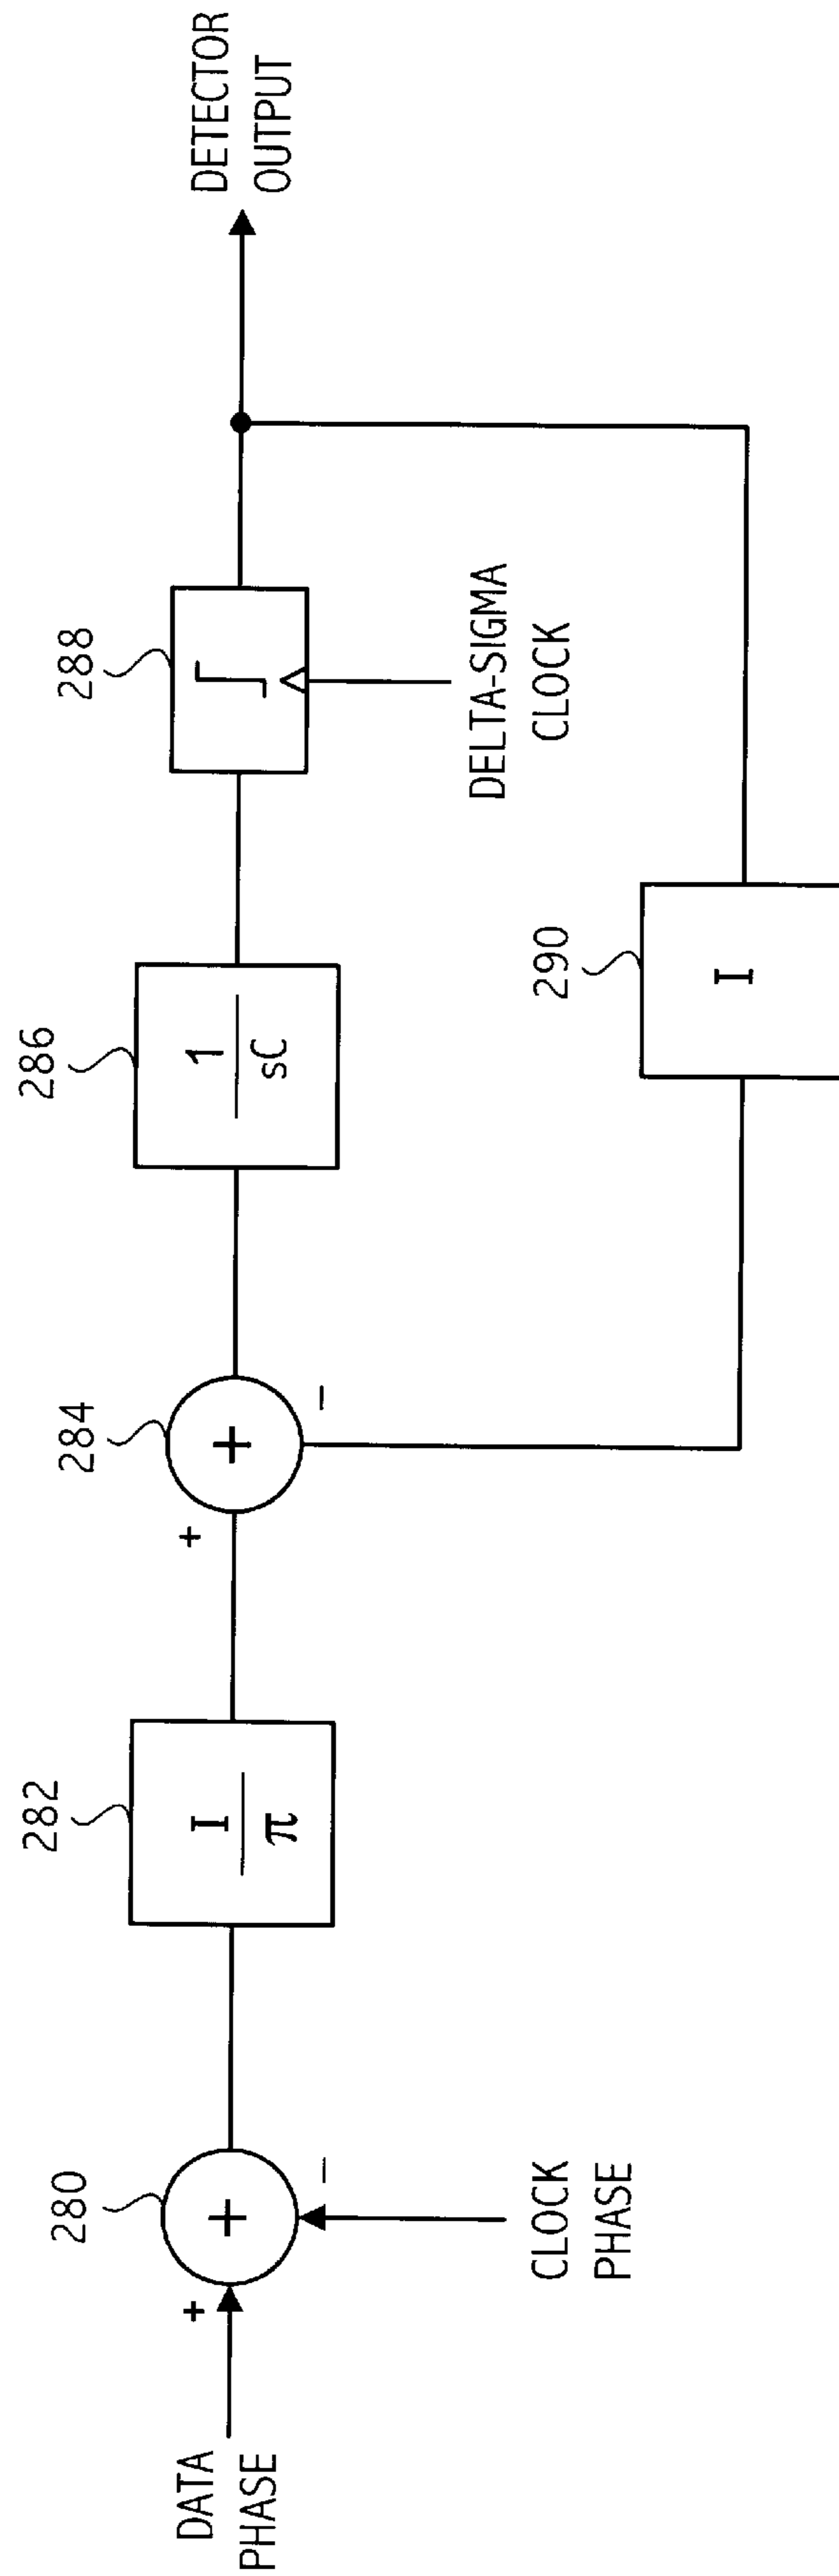 DATA
PHASE
+
280
+
−
CLOCK
PHASE
282
I
π
+
284
+
−
286
1
sC
288
DELTA-SIGMA
CLOCK
290
I
DETECTOR
OUTPUT